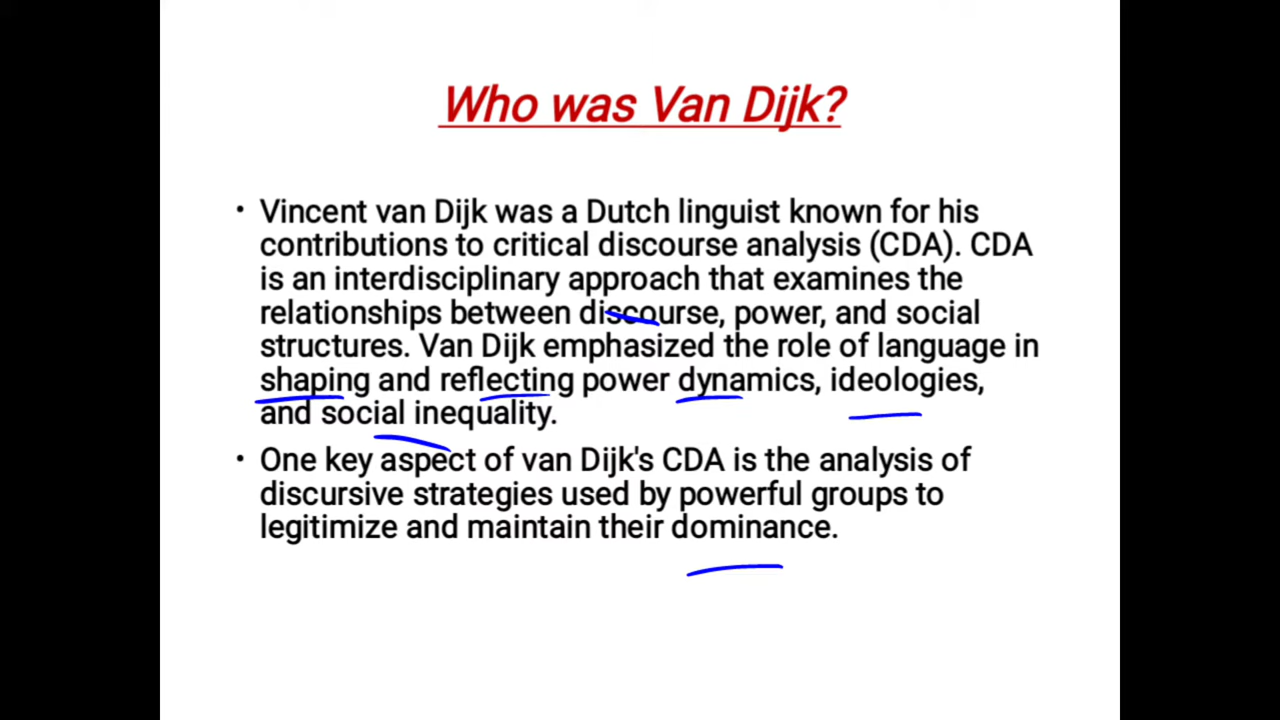 Who was Van Dijk?
• Vincent van Dijk was a Dutch linguist known for his
contributions to critical discourse analysis (CDA). CDA
is an interdisciplinary approach that examines the
relationships between discourse, power, and social
structures. Van Dijk emphasized the role of language in
shaping and reflecting power dynamics, ideologies,
and social inequality.
• One key aspect of van Dijk's CDA is the analysis of
discursive strategies used by powerful groups to
legitimize and maintain their dominance.